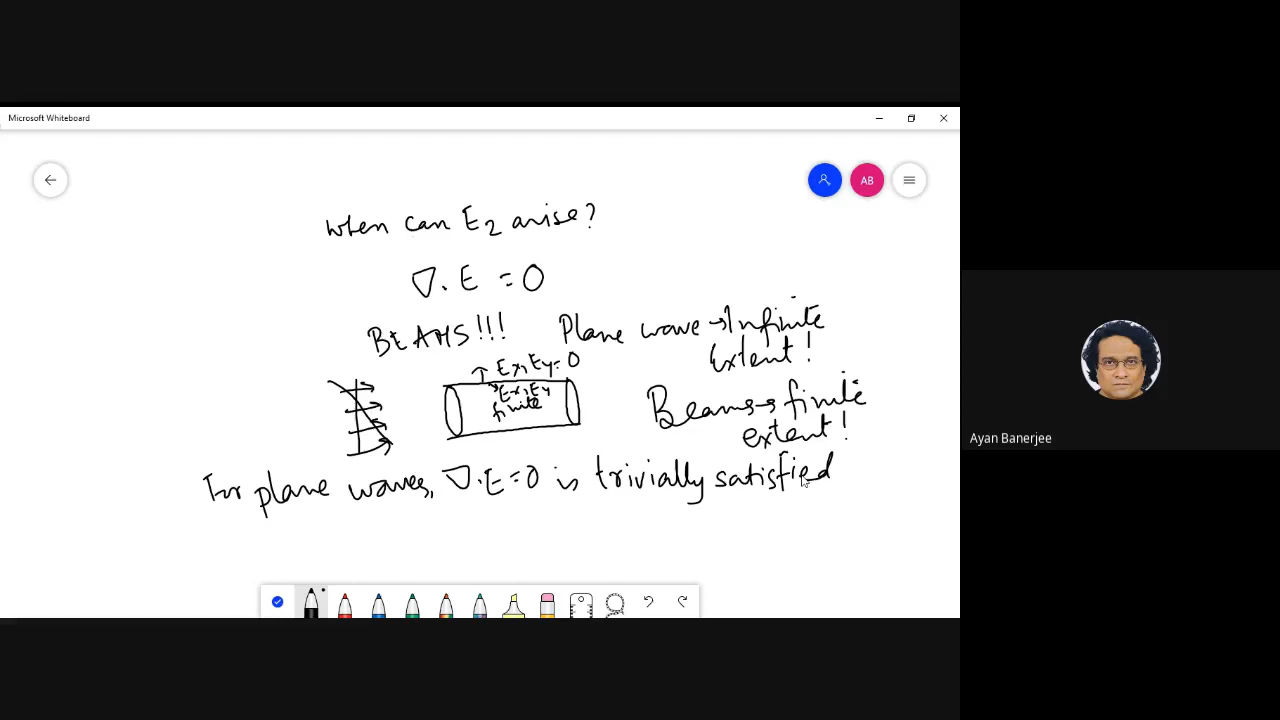 Microsoft Whiteboard
AB
When can Ez arise?
∇.E = 0
BEAMS!!!
Plane wave → Infinite
Extent!
↑ Ex, Ey = 0
Ex, Ey
finite
Beams → finite
extent!
For plane waves, ∇.E=0 is trivially satisfied
Ayan Banerjee